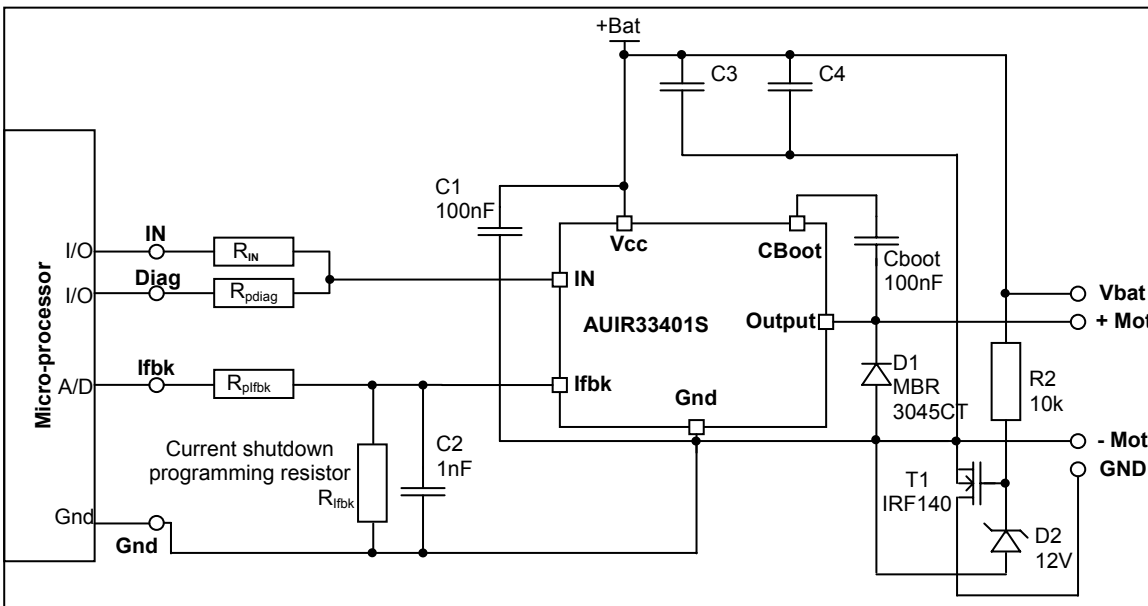 +Bat
C3
C4
C1
100nF
Vcc
CBoot
Cboot
100nF
Micro-processor
I/O
IN
RIN
I/O
Diag
Rpdiag
IN
AUIR33401S
Output
Vbat
+ Mot
A/D
Ifbk
RpIfbk
Ifbk
Gnd
D1
MBR
3045CT
R2
10k
Current shutdown
programming resistor
RIfbk
C2
1nF
- Mot
GND
T1
IRF140
D2
12V
Gnd
Gnd